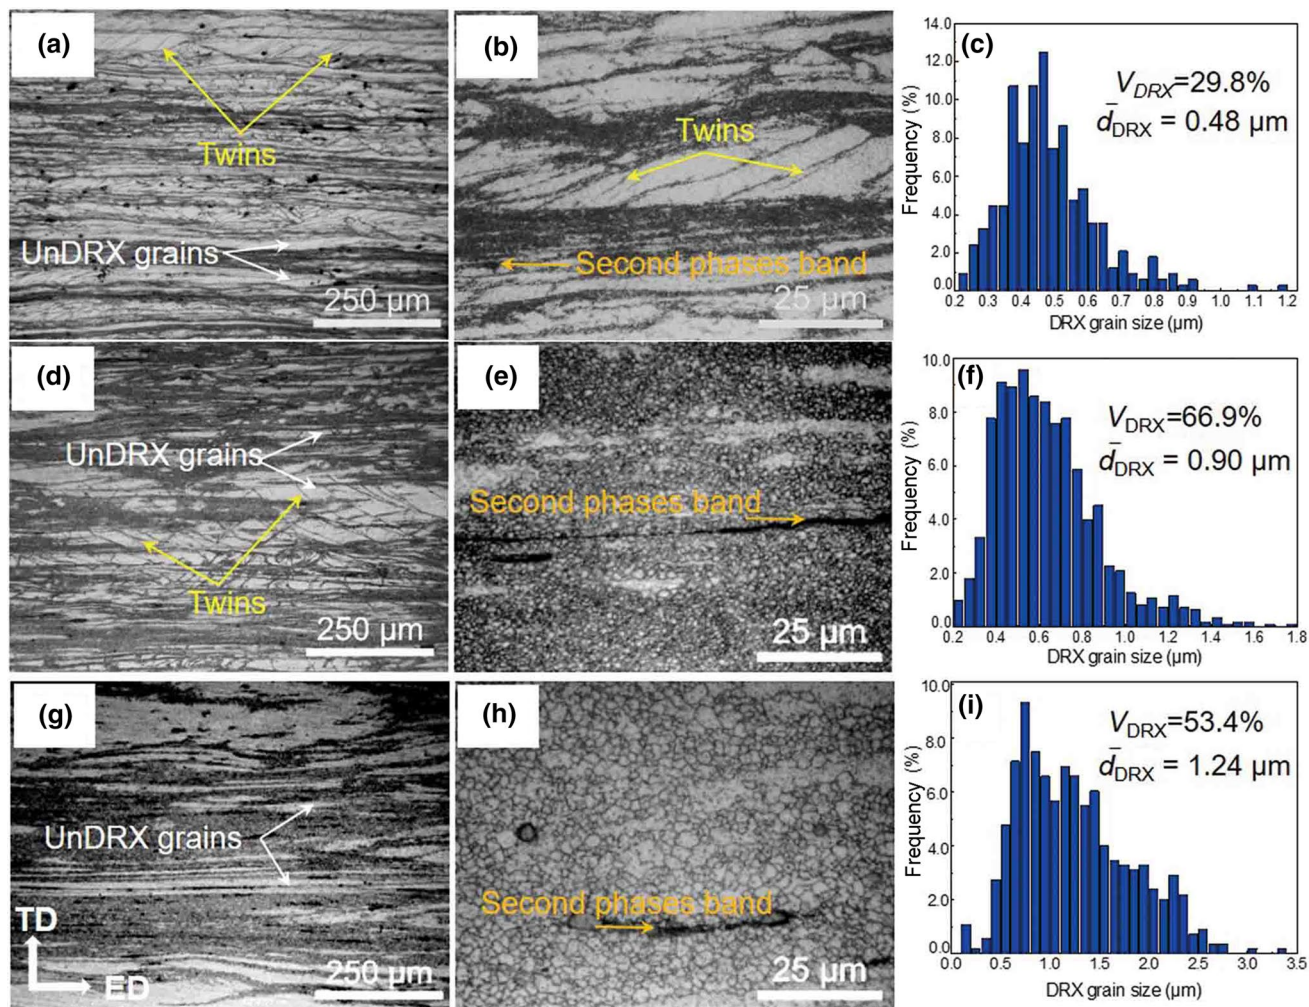 (a)
Twins
UnDRX grains
250 µm
(b)
Twins
Second phases band
25 µm
(c)
V_DRX=29.8%
d̄_DRX = 0.48 µm
Frequency (%)
14.0
12.0
10.0
8.0
6.0
4.0
2.0
0.0
0.2 0.3 0.4 0.5 0.6 0.7 0.8 0.9 1.0 1.1 1.2
DRX grain size (µm)
(d)
UnDRX grains
Twins
250 µm
(e)
Second phases band
25 µm
(f)
V_DRX=66.9%
d̄_DRX = 0.90 µm
Frequency (%)
10.0
8.0
6.0
4.0
2.0
0.0
0.2 0.4 0.6 0.8 1.0 1.2 1.4 1.6 1.8
DRX grain size (µm)
(g)
UnDRX grains
TD
ED
250 µm
(h)
Second phases band
25 µm
(i)
V_DRX=53.4%
d̄_DRX = 1.24 µm
Frequency (%)
10.0
8.0
6.0
4.0
2.0
0.0
0.0 0.5 1.0 1.5 2.0 2.5 3.0 3.5
DRX grain size (µm)